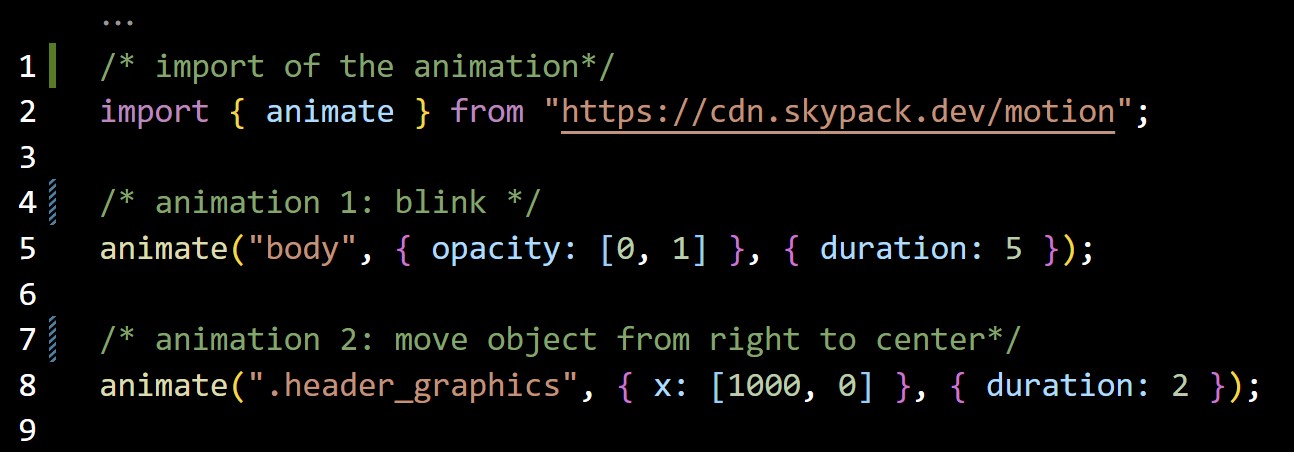 ...
1 /* import of the animation*/
2 import { animate } from "https://cdn.skypack.dev/motion";
3
4 /* animation 1: blink */
5 animate("body", { opacity: [0, 1] }, { duration: 5 });
6
7 /* animation 2: move object from right to center*/
8 animate(".header_graphics", { x: [1000, 0] }, { duration: 2 });
9